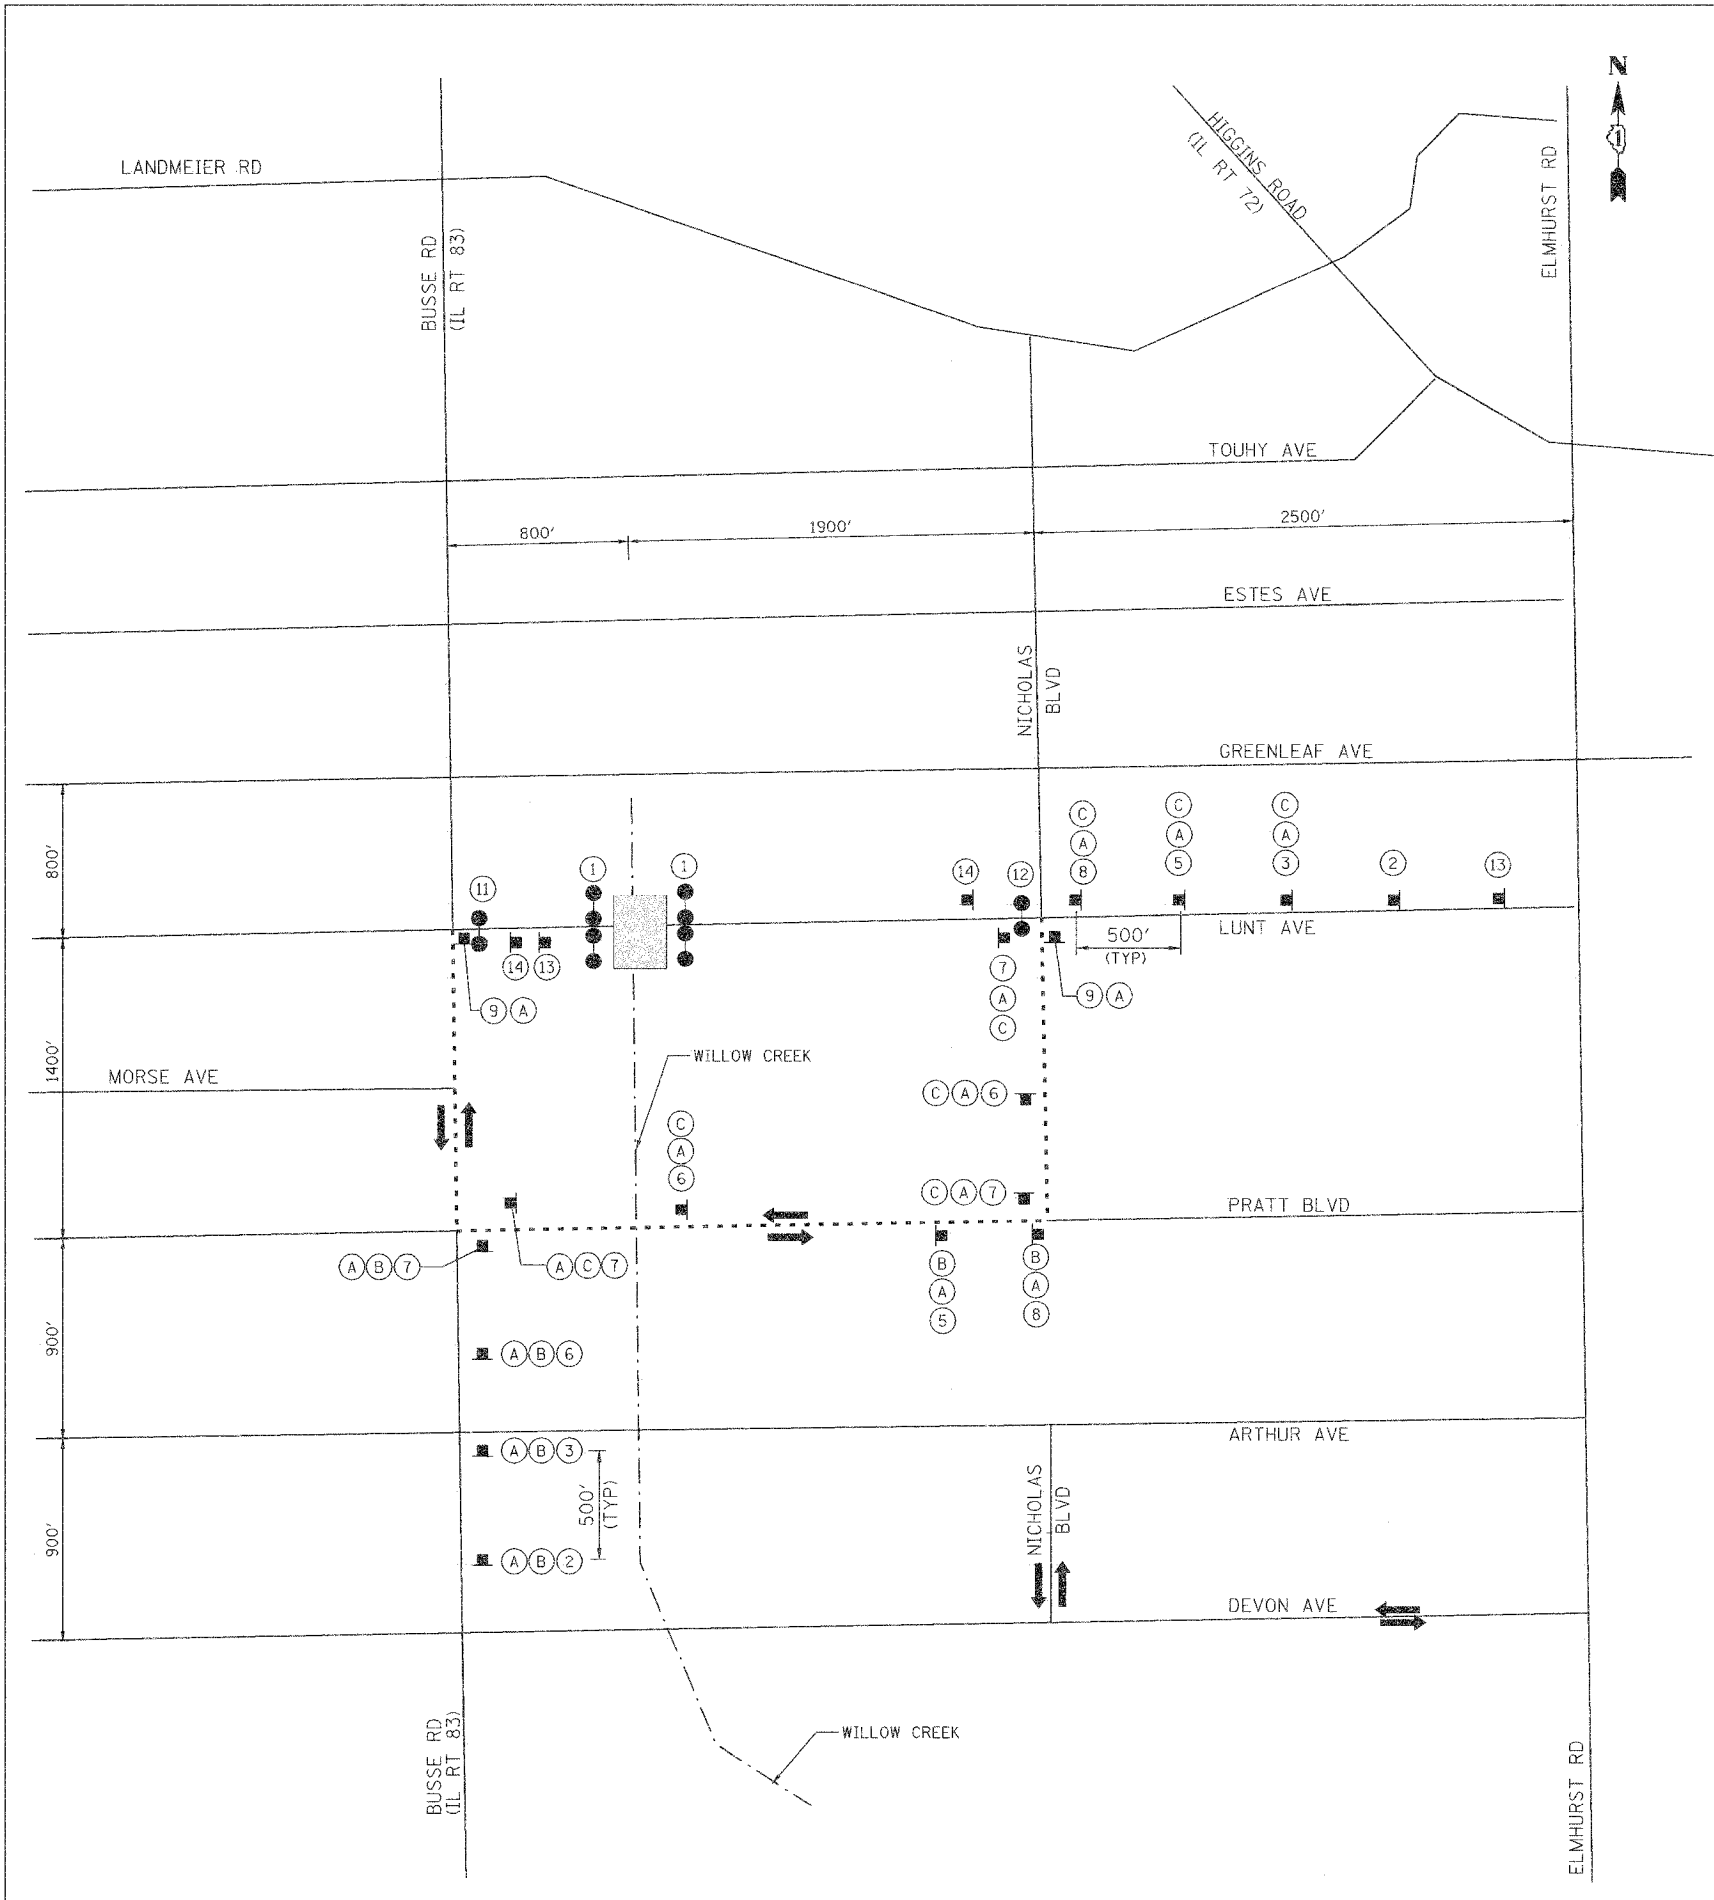 N
1
LANDMEIER RD
HIGGINS ROAD
(IL RT 72)
ELMHURST RD
BUSSE RD
(IL RT 83)
TOUHY AVE
800'
1900'
2500'
ESTES AVE
NICHOLAS
BLVD
GREENLEAF AVE
800'
11
1
1
14
12
C
A
8
C
A
5
C
A
3
2
13
LUNT AVE
500'
(TYP)
14
13
9 A
7
A
C
9 A
1400'
MORSE AVE
WILLOW CREEK
C A 6
C
A
6
C A 7
PRATT BLVD
A B 7
A C 7
B
A
5
B
A
8
900'
A B 6
ARTHUR AVE
A B 3
500'
(TYP)
NICHOLAS
BLVD
900'
A B 2
DEVON AVE
BUSSE RD
(IL RT 83)
WILLOW CREEK
ELMHURST RD